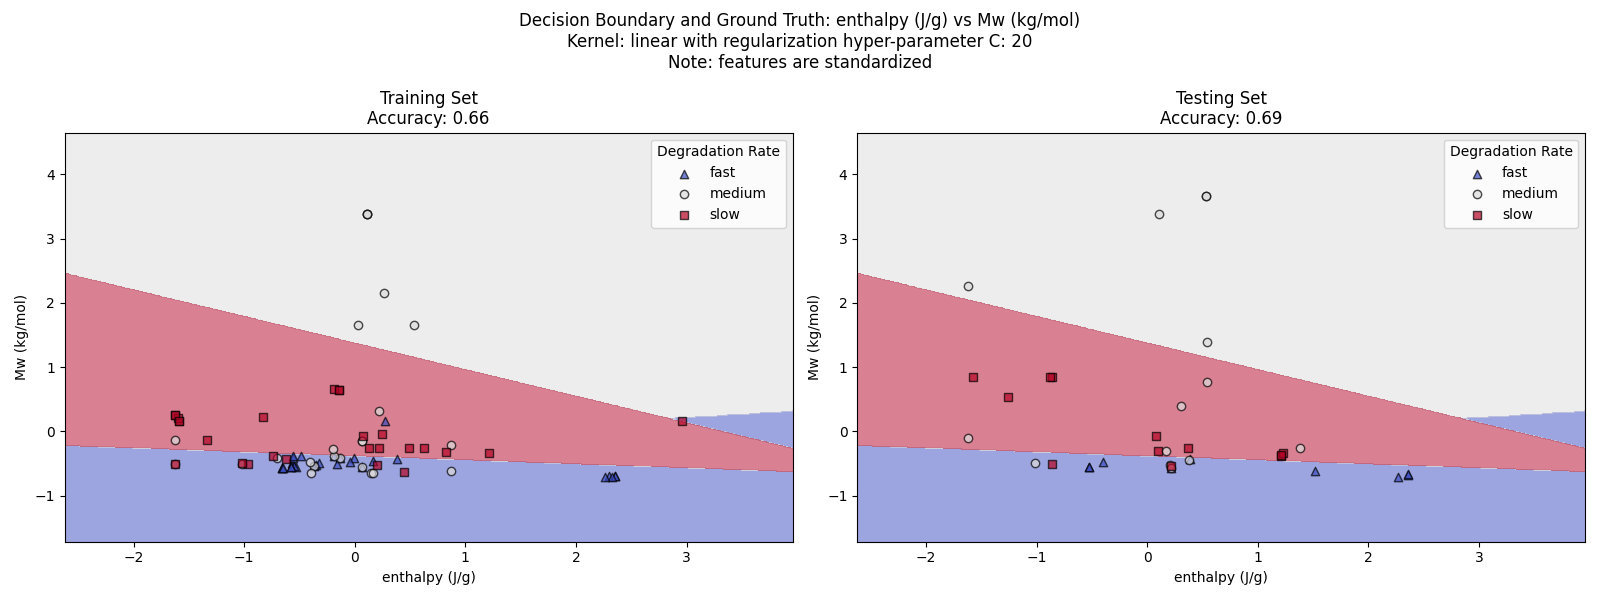 Decision Boundary and Ground Truth: enthalpy (J/g) vs Mw (kg/mol)
Kernel: linear with regularization hyper-parameter C: 20
Note: features are standardized
Training Set
Accuracy: 0.66
Degradation Rate
fast
medium
slow
4
3
2
1
0
−1
Mw (kg/mol)
−2
−1
0
1
2
3
enthalpy (J/g)
Testing Set
Accuracy: 0.69
Degradation Rate
fast
medium
slow
4
3
2
1
0
−1
Mw (kg/mol)
−2
−1
0
1
2
3
enthalpy (J/g)